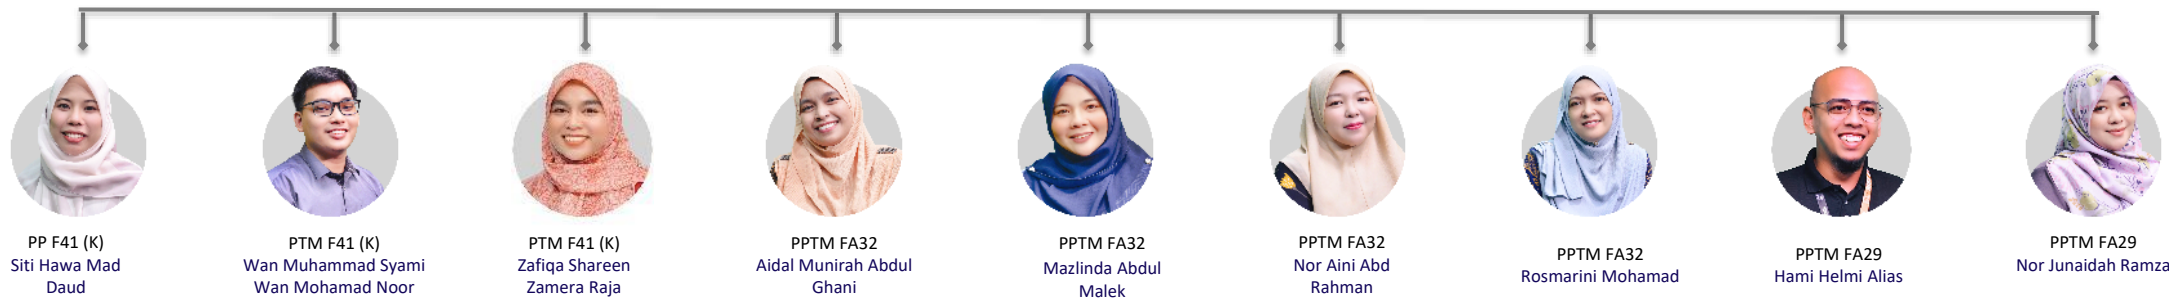 PP F41 (K)
Siti Hawa Mad
Daud
PTM F41 (K)
Wan Muhammad Syami
Wan Mohamad Noor
PTM F41 (K)
Zafiqa Shareen
Zamera Raja
PPTM FA32
Aidal Munirah Abdul
Ghani
PPTM FA32
Mazlinda Abdul
Malek
PPTM FA32
Nor Aini Abd
Rahman
PPTM FA32
Rosmarini Mohamad
PPTM FA29
Hami Helmi Alias
PPTM FA29
Nor Junaidah Ramza